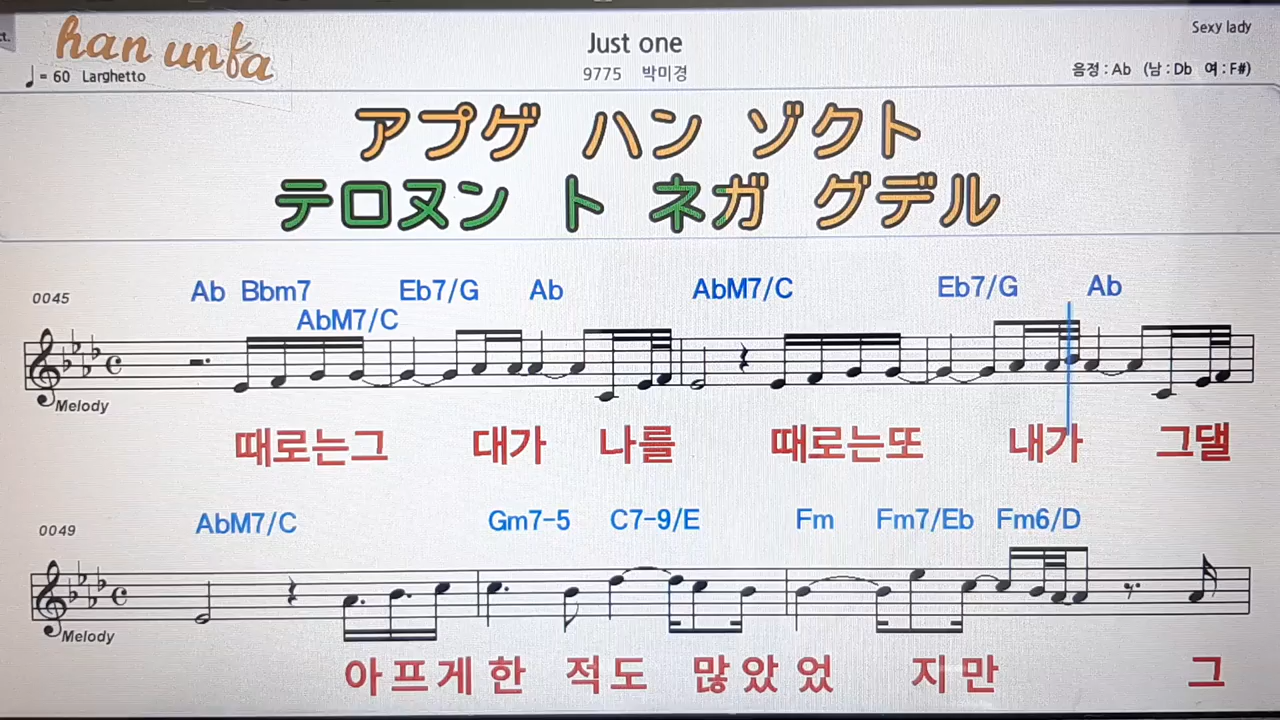 ct.
han unfa
Just one
Sexy lady
♩= 60 Larghetto
9775 박미경
음정 : Ab (남 : Db 여 : F#)
アプゲ ハン ゾクト
テロヌン ト ネガ グデル
0045
Ab Bbm7 Eb7/G Ab AbM7/C Eb7/G Ab
AbM7/C
Melody
때로는그 대가 나를 때로는또 내가 그댈
0049
AbM7/C Gm7-5 C7-9/E Fm Fm7/Eb Fm6/D
Melody
아프게한 적도 많았었 지만 그